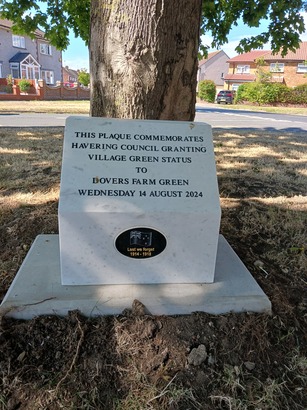 THIS PLAQUE COMMEMORATES
HAVERING COUNCIL GRANTING
VILLAGE GREEN STATUS
TO
DOVERS FARM GREEN
WEDNESDAY 14 AUGUST 2024
Lest we forget
1914 - 1918